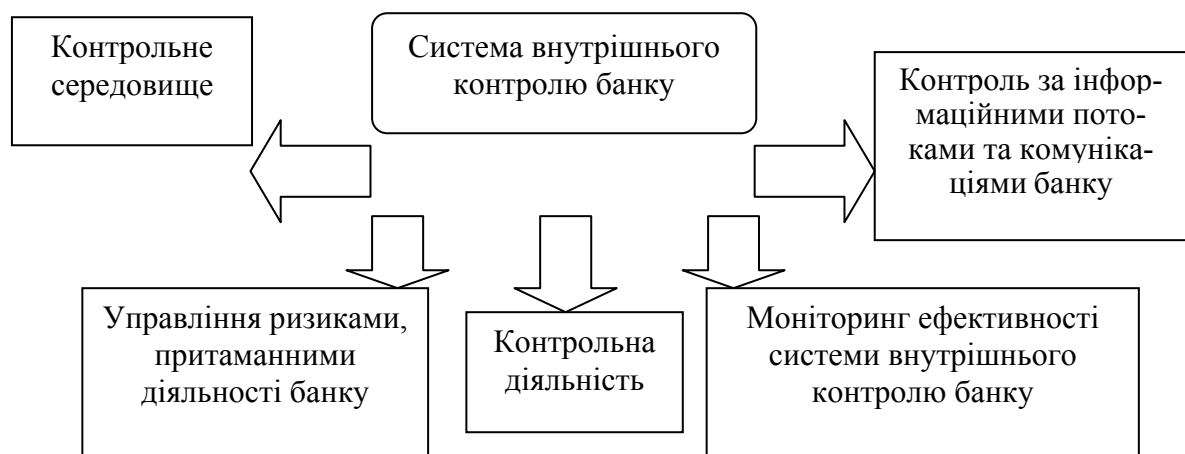 Контрольне
середовище
Система внутрішнього
контролю банку
Контроль за інфор-
маційними пото-
ками та комуніка-
ціями банку
Управління ризиками,
притаманними
діяльності банку
Контрольна
діяльність
Моніторинг ефективності
системи внутрішнього
контролю банку